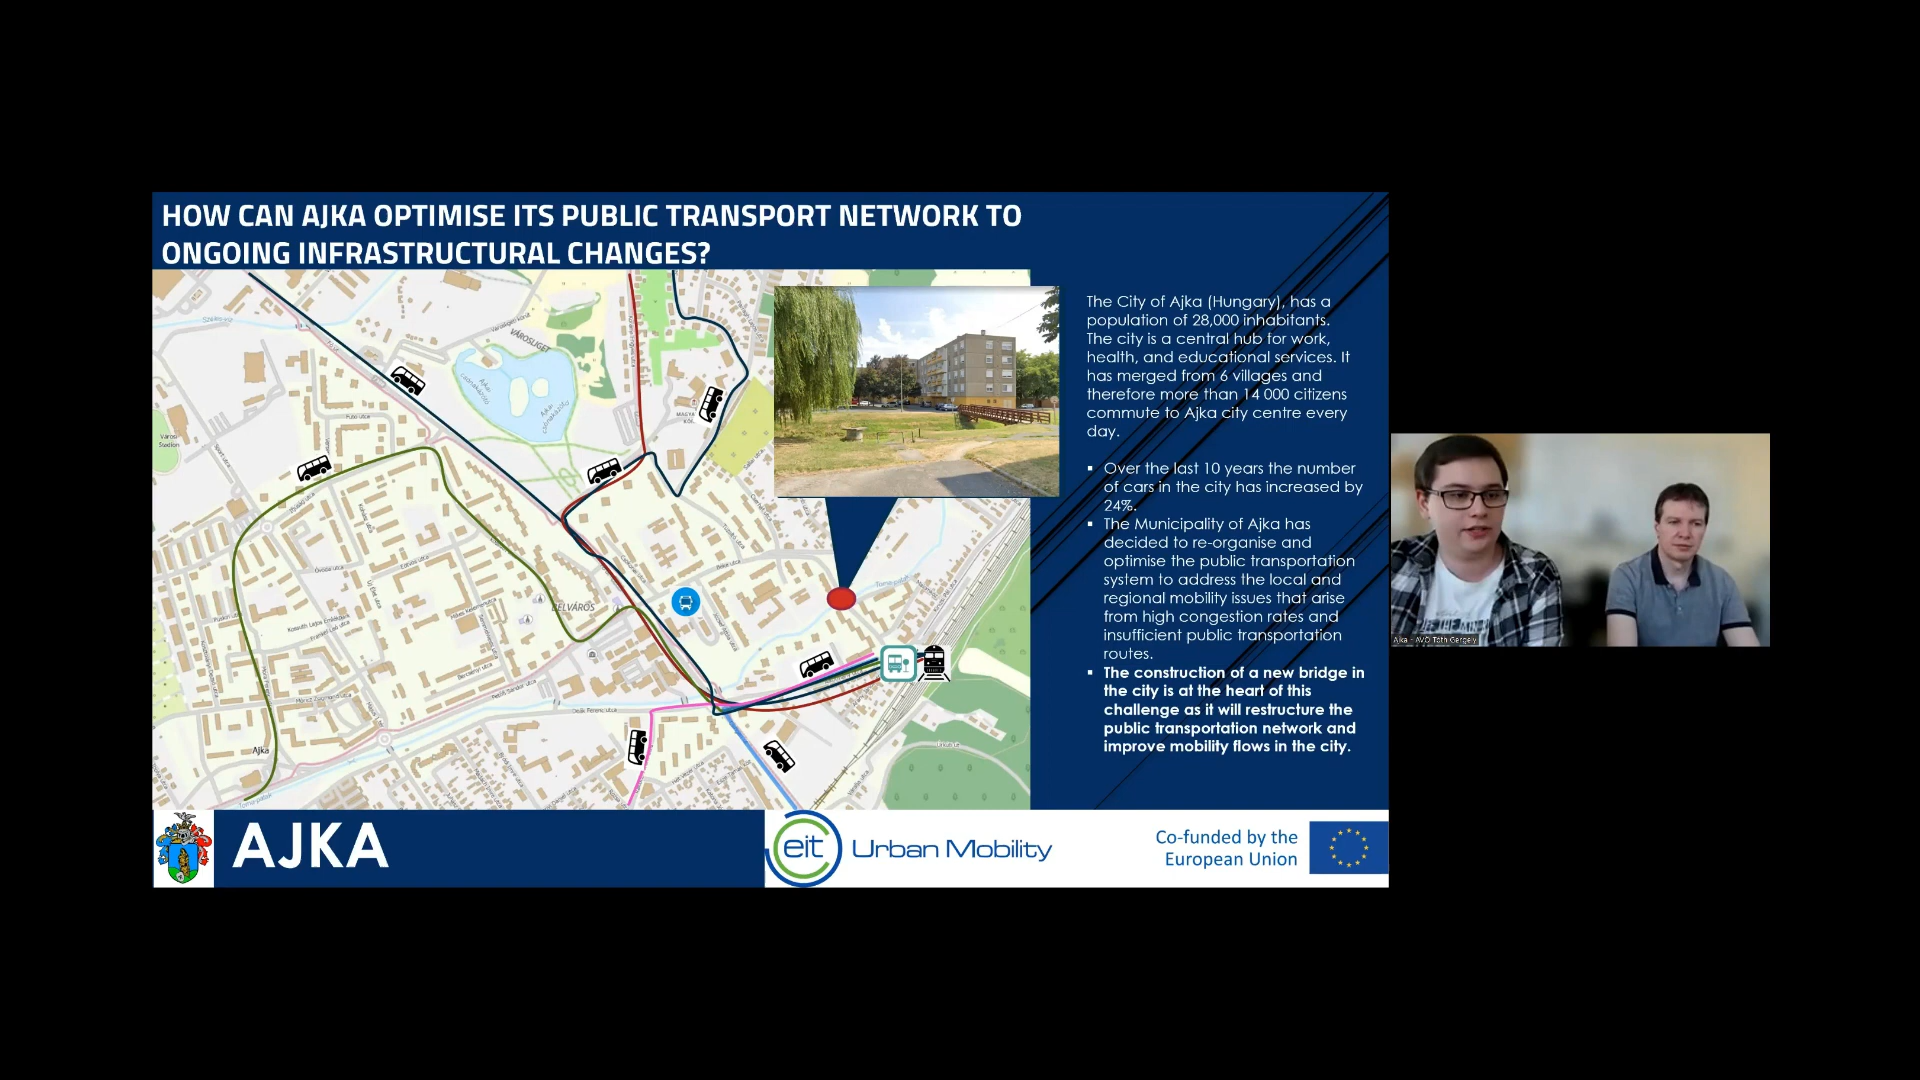 HOW CAN AJKA OPTIMISE ITS PUBLIC TRANSPORT NETWORK TO
ONGOING INFRASTRUCTURAL CHANGES?
The City of Ajka (Hungary), has a
population of 28,000 inhabitants.
The city is a central hub for work,
health, and educational services. It
has merged from 6 villages and
therefore more than 14 000 citizens
commute to Ajka city centre every
day.
▪ Over the last 10 years the number
of cars in the city has increased by
24%.
▪ The Municipality of Ajka has
decided to re-organise and
optimise the public transportation
system to address the local and
regional mobility issues that arise
from high congestion rates and
insufficient public transportation
routes.
▪ The construction of a new bridge in
the city is at the heart of this
challenge as it will restructure the
public transportation network and
improve mobility flows in the city.
VÁROSLIGET
Városi
Stadion
BELVÁROS
Ajka
Ajka - AVÖ Tóth Gergely
AJKA
eit Urban Mobility
Co-funded by the
European Union